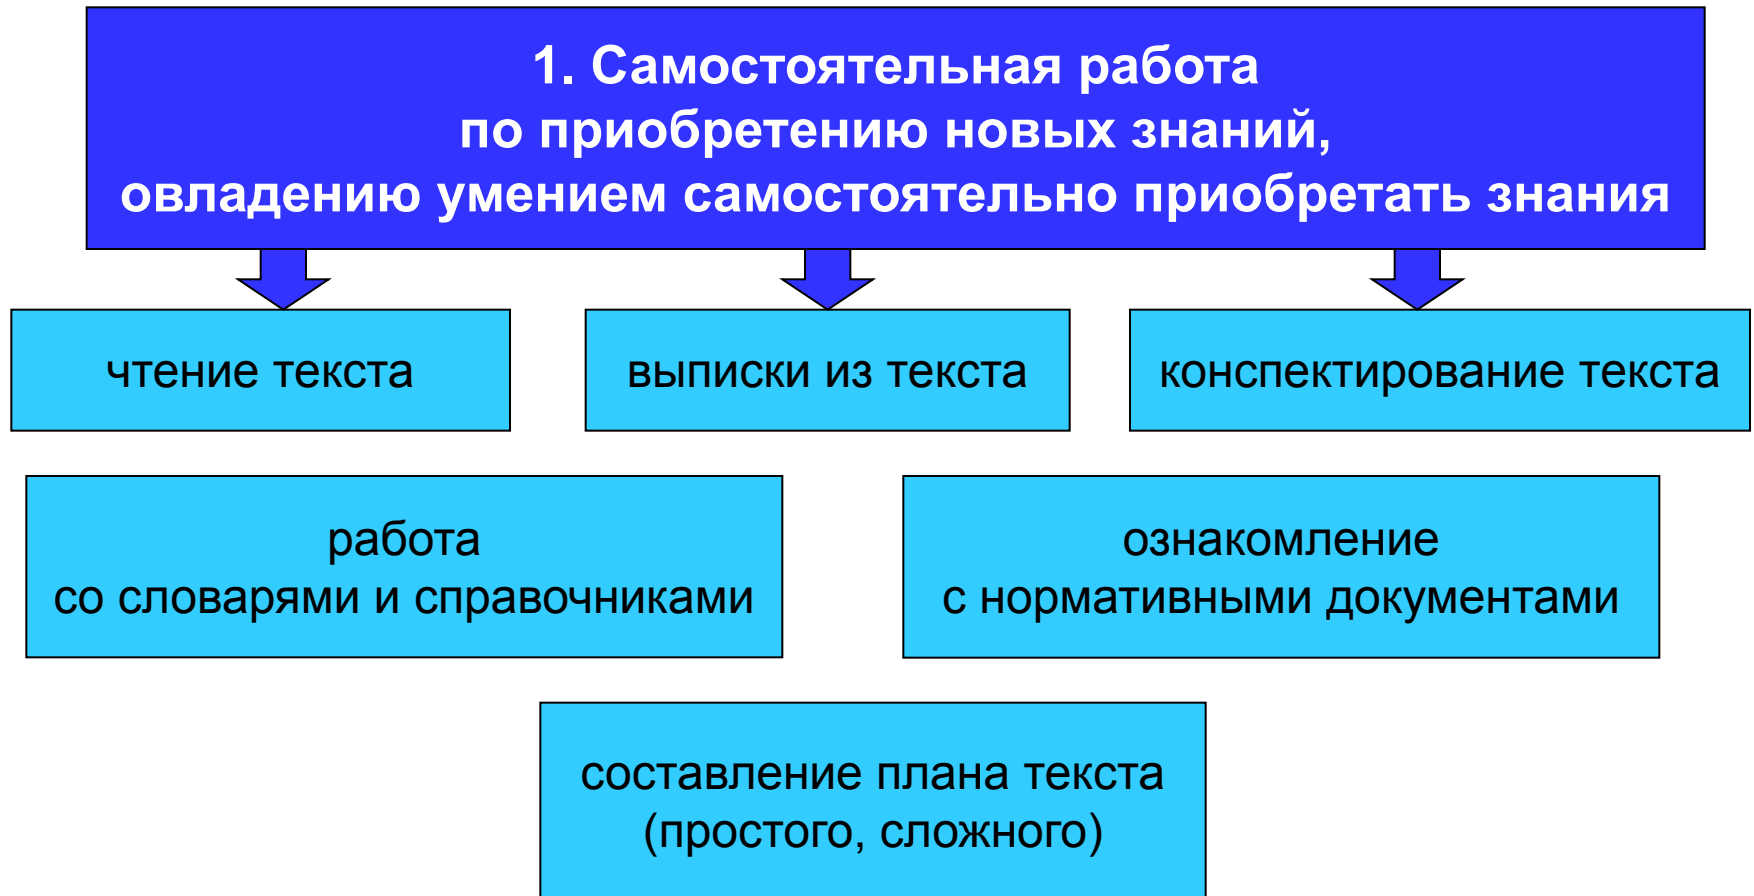 1. Самостоятельная работа
по приобретению новых знаний,
овладению умением самостоятельно приобретать знания
чтение текста
выписки из текста
конспектирование текста
работа
со словарями и справочниками
ознакомление
с нормативными документами
составление плана текста
(простого, сложного)